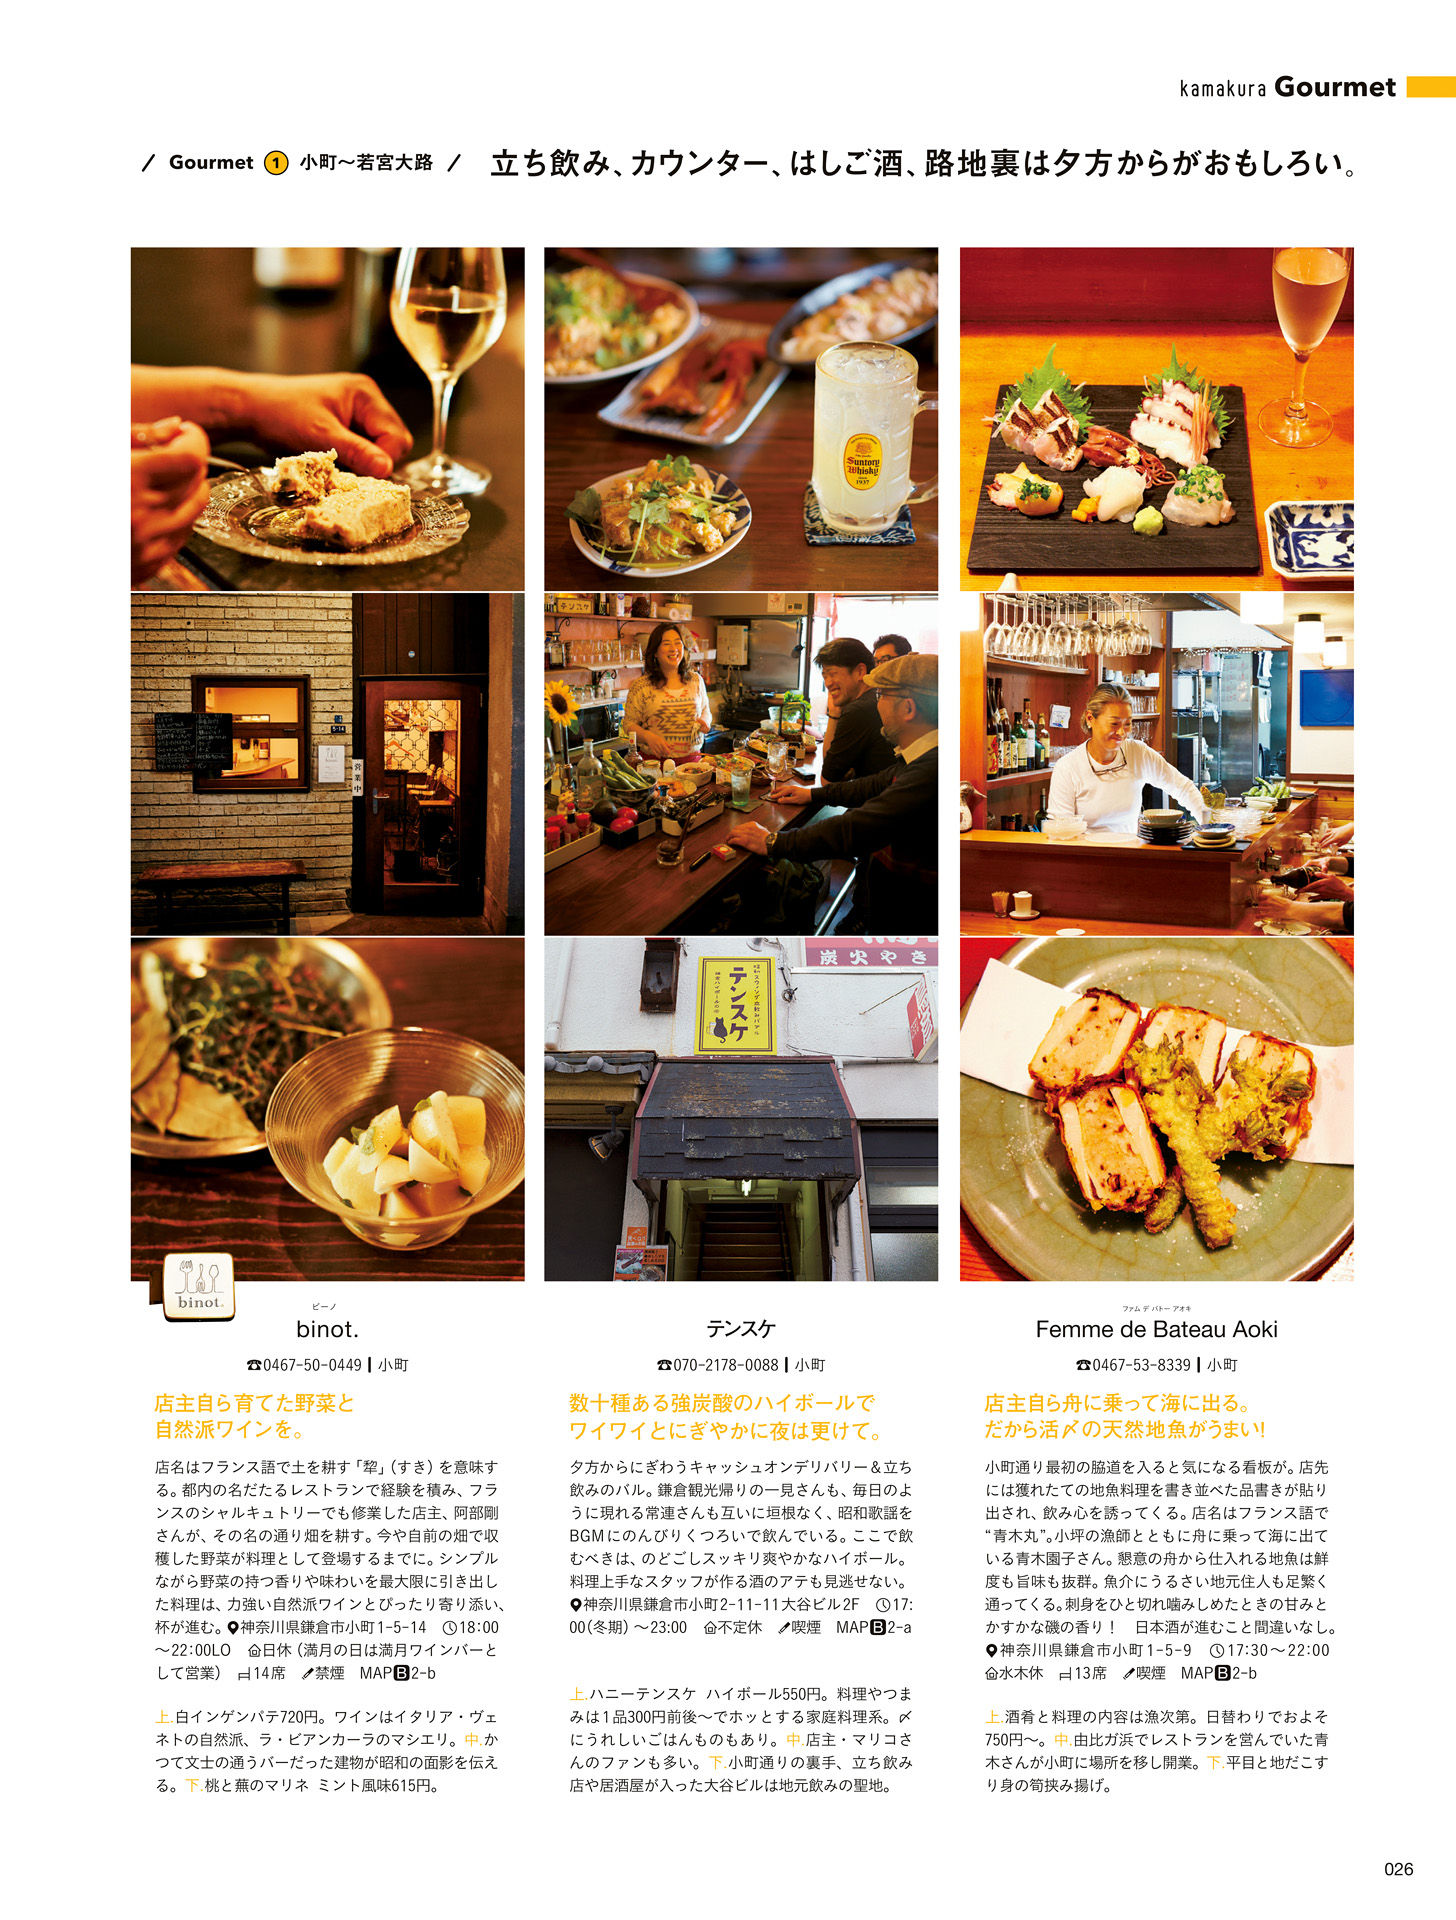 kamakura Gourmet
/ Gourmet 1 小町〜若宮大路 / 立ち飲み、カウンター、はしご酒、路地裏は夕方からがおもしろい。
Suntory
Whisky
1937
テンスケ
5-14
binot.
営業中
炭火やき
昭和スウィング立飲みバアル
テンスケ
鎌倉ハイボールの店
binot.
ビーノ
binot.
☎0467-50-0449 | 小町
店主自ら育てた野菜と
自然派ワインを。
店名はフランス語で土を耕す「犂」（すき）を意味す
る。都内の名だたるレストランで経験を積み、フラ
ンスのシャルキュトリーでも修業した店主、阿部剛
さんが、その名の通り畑を耕す。今や自前の畑で収
穫した野菜が料理として登場するまでに。シンプル
ながら野菜の持つ香りや味わいを最大限に引き出し
た料理は、力強い自然派ワインとぴったり寄り添い、
杯が進む。神奈川県鎌倉市小町1-5-14 18:00
〜22:00LO 日休（満月の日は満月ワインバーと
して営業） 14席 禁煙 MAP B 2-b
上.白インゲンパテ720円。ワインはイタリア・ヴェ
ネトの自然派、ラ・ビアンカーラのマシエリ。中.か
つて文士の通うバーだった建物が昭和の面影を伝え
る。下.桃と蕪のマリネ ミント風味615円。
テンスケ
☎070-2178-0088 | 小町
数十種ある強炭酸のハイボールで
ワイワイとにぎやかに夜は更けて。
夕方からにぎわうキャッシュオンデリバリー＆立ち
飲みのバル。鎌倉観光帰りの一見さんも、毎日のよ
うに現れる常連さんも互いに垣根なく、昭和歌謡を
BGMにのんびりくつろいで飲んでいる。ここで飲
むべきは、のどごしスッキリ爽やかなハイボール。
料理上手なスタッフが作る酒のアテも見逃せない。
神奈川県鎌倉市小町2-11-11大谷ビル2F 17:
00（冬期）〜23:00 不定休 喫煙 MAP B 2-a
上.ハニーテンスケ ハイボール550円。料理やつま
みは1品300円前後〜でホッとする家庭料理系。〆
にうれしいごはんものもあり。中.店主・マリコさ
んのファンも多い。下.小町通りの裏手、立ち飲み
店や居酒屋が入った大谷ビルは地元飲みの聖地。
ファム デ バトー アオキ
Femme de Bateau Aoki
☎0467-53-8339 | 小町
店主自ら舟に乗って海に出る。
だから活〆の天然地魚がうまい！
小町通り最初の脇道を入ると気になる看板が。店先
には獲れたての地魚料理を書き並べた品書きが貼り
出され、飲み心を誘ってくる。店名はフランス語で
“青木丸”。小坪の漁師とともに舟に乗って海に出て
いる青木園子さん。懇意の舟から仕入れる地魚は鮮
度も旨味も抜群。魚介にうるさい地元住人も足繁く
通ってくる。刺身をひと切れ噛みしめたときの甘みと
かすかな磯の香り！ 日本酒が進むこと間違いなし。
神奈川県鎌倉市小町1-5-9 17:30〜22:00
水木休 13席 喫煙 MAP B 2-b
上.酒肴と料理の内容は漁次第。日替わりでおよそ
750円〜。中.由比ガ浜でレストランを営んでいた青
木さんが小町に場所を移し開業。下.平目と地だこす
り身の筍挟み揚げ。
026